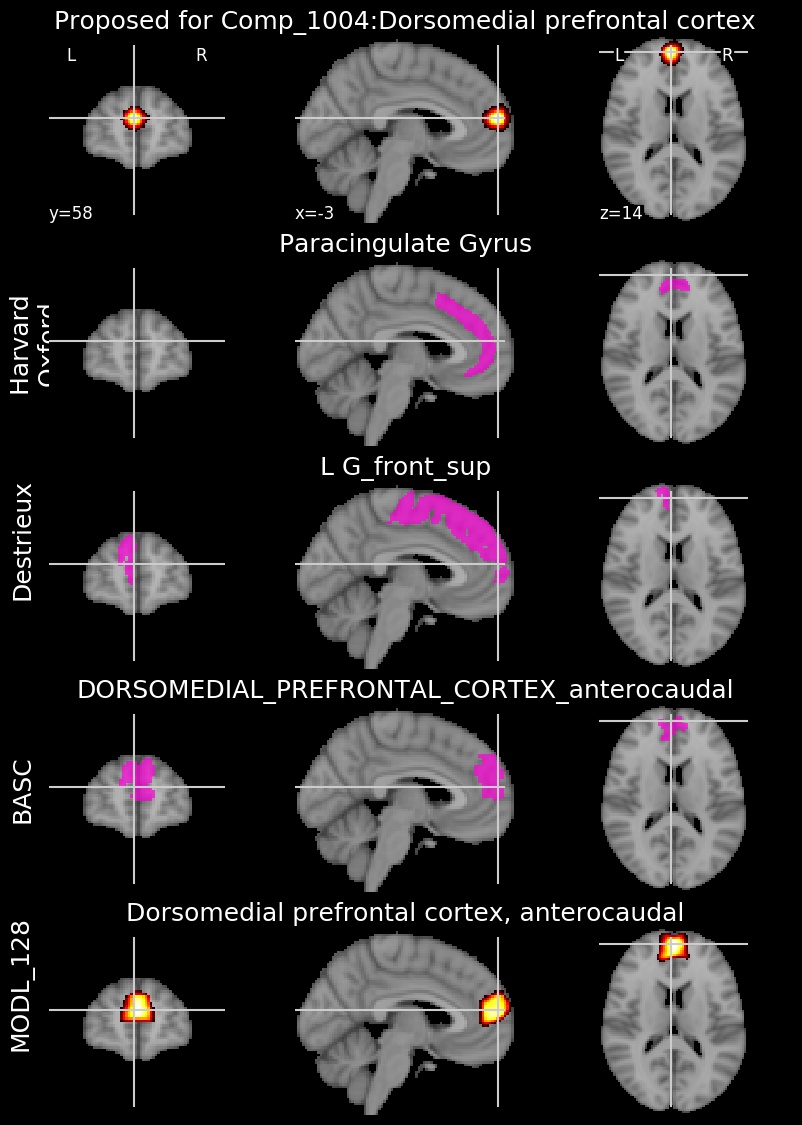 Proposed for Comp_1004:Dorsomedial prefrontal cortex
L R
L R
y=58
x=-3
z=14
Paracingulate Gyrus
Harvard
Oxford
L G_front_sup
Destrieux
DORSOMEDIAL_PREFRONTAL_CORTEX_anterocaudal
BASC
Dorsomedial prefrontal cortex, anterocaudal
MODL_128